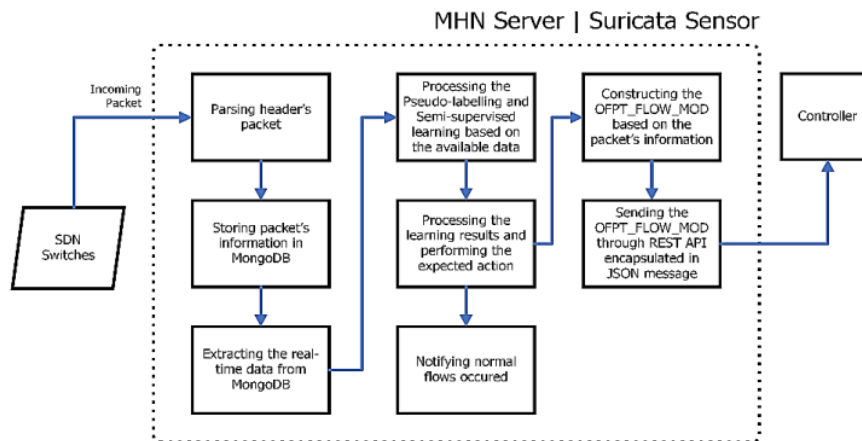 MHN Server | Suricata Sensor
Incoming
Packet
SDN
Switches
Parsing header's
packet
Storing packet's
information in
MongoDB
Extracting the real-
time data from
MongoDB
Processing the
Pseudo-labelling and
Semi-supervised
learning based on
the available data
Processing the
learning results and
performing the
expected action
Notifying normal
flows occured
Constructing the
OFPT_FLOW_MOD
based on the
packet's information
Sending the
OFPT_FLOW_MOD
through REST API
encapsulated in
JSON message
Controller